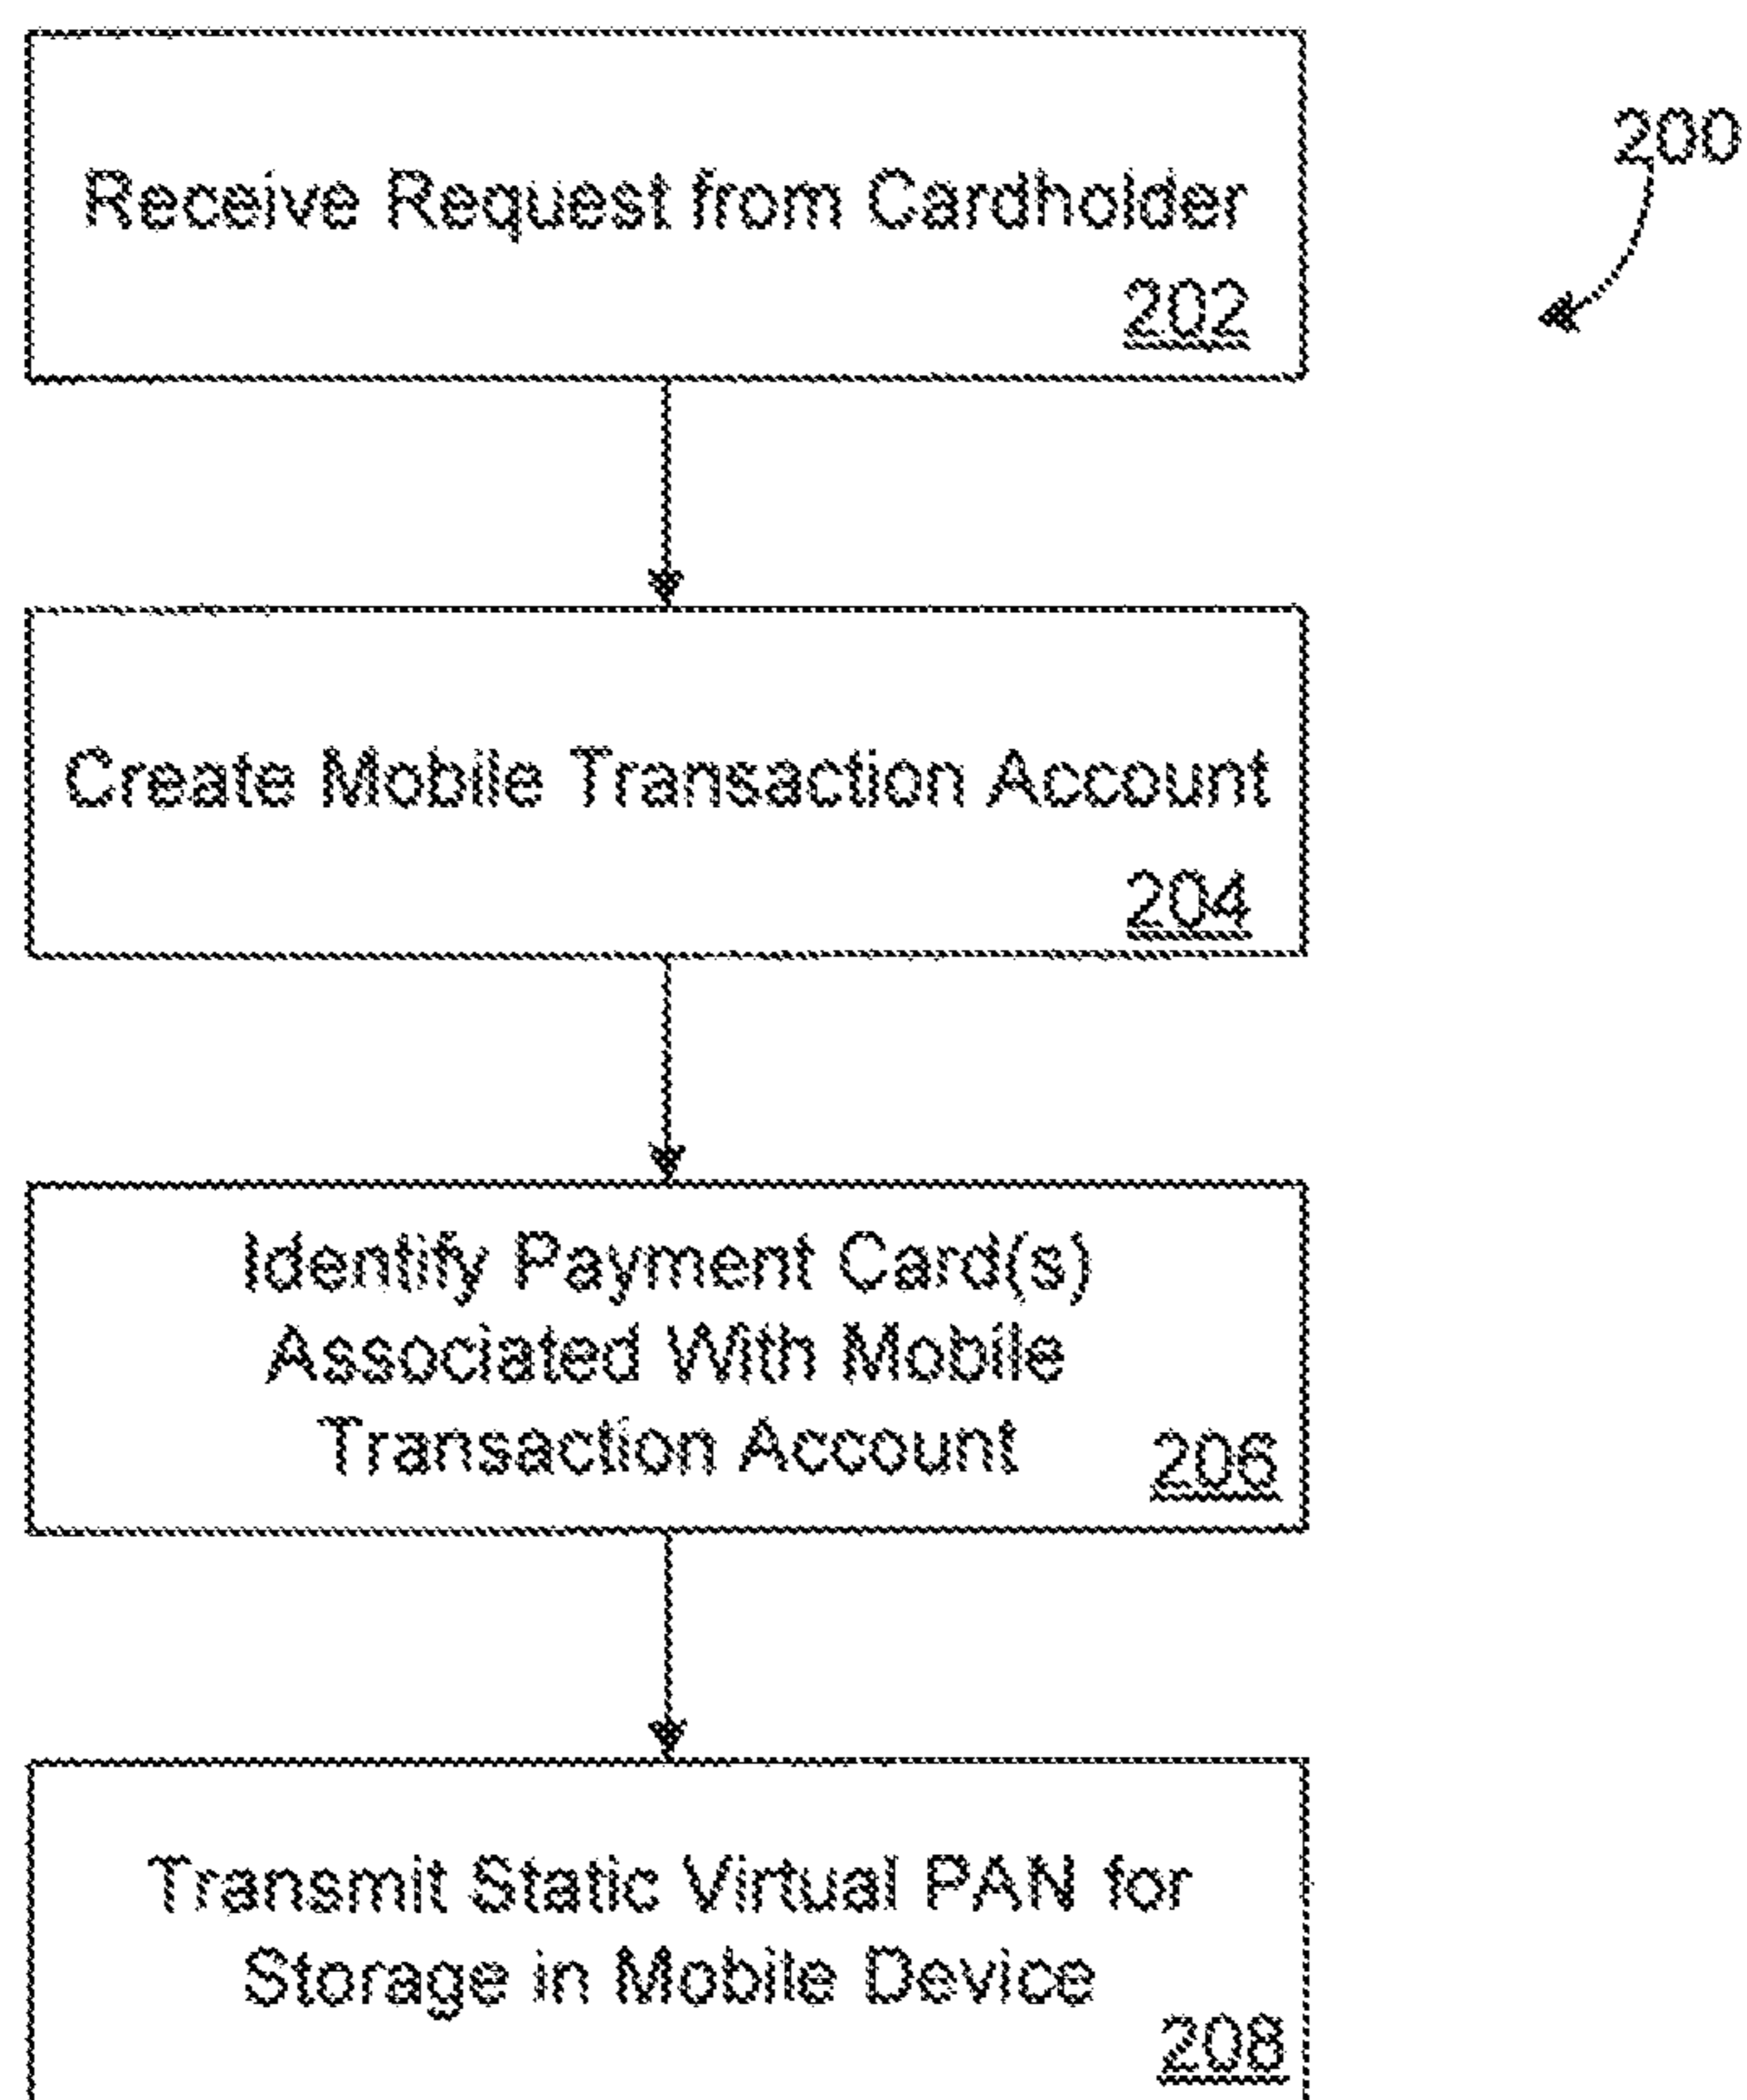 200
Receive Request from Cardholder
202
Create Mobile Transaction Account
204
Identify Payment Card(s)
Associated With Mobile
Transaction Account
206
Transmit Static Virtual PAN for
Storage in Mobile Device
208